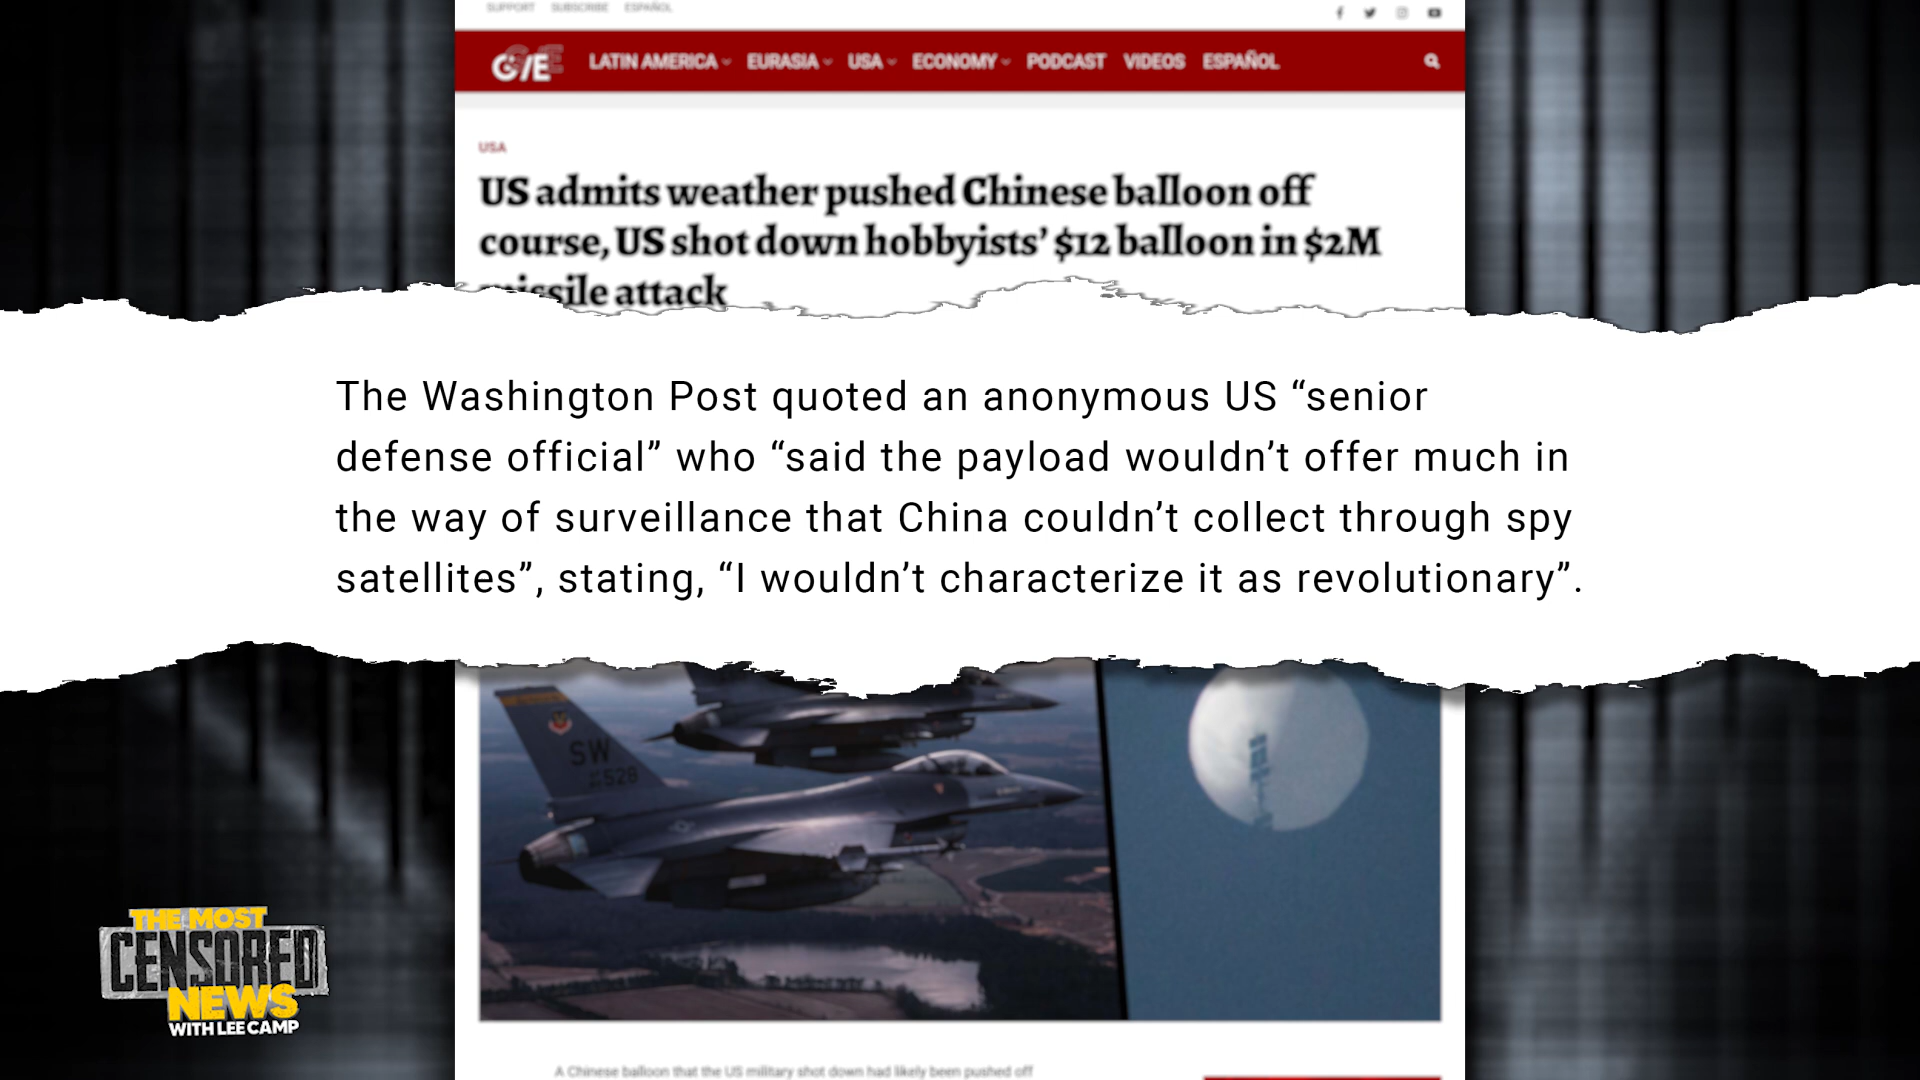 SUPPORT SUBSCRIBE ESPAÑOL
LATIN AMERICA EURASIA USA ECONOMY PODCAST VIDEOS ESPAÑOL
USA
US admits weather pushed Chinese balloon off
course, US shot down hobbyists’ $12 balloon in $2M
missile attack
The Washington Post quoted an anonymous US “senior
defense official” who “said the payload wouldn’t offer much in
the way of surveillance that China couldn’t collect through spy
satellites”, stating, “I wouldn’t characterize it as revolutionary”.
SW
528
THE MOST
CENSORED
NEWS
WITH LEE CAMP
A Chinese balloon that the US military shot down had likely been pushed off